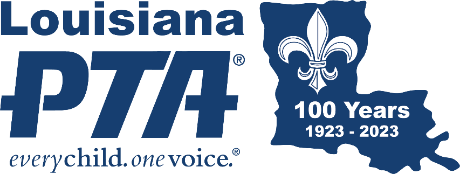 Louisiana
PTA®
everychild.onevoice.®
100 Years
1923 - 2023